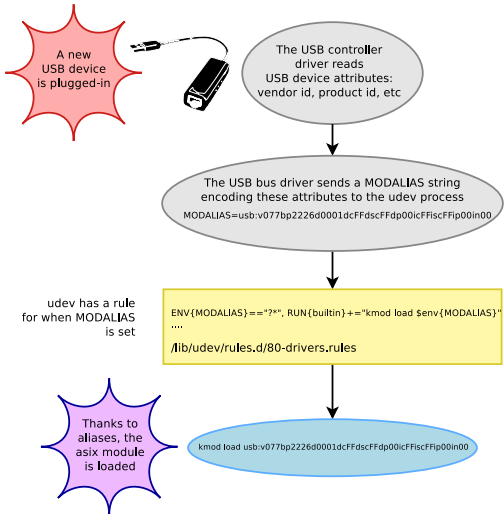 A new
USB device
is plugged-in
The USB controller
driver reads
USB device attributes:
vendor id, product id, etc
The USB bus driver sends a MODALIAS string
encoding these attributes to the udev process
MODALIAS=usb:v077bp2226d0001dcFFdscFFdp00icFFiscFFip00in00
udev has a rule
for when MODALIAS
is set
ENV{MODALIAS}=="?*", RUN{builtin}+="kmod load $env{MODALIAS}"
....
/lib/udev/rules.d/80-drivers.rules
Thanks to
aliases, the
asix module
is loaded
kmod load usb:v077bp2226d0001dcFFdscFFdp00icFFiscFFip00in00